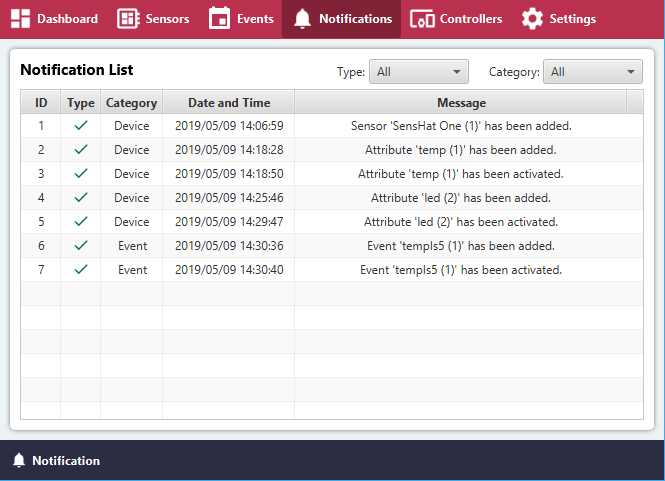 Dashboard Sensors Events Notifications Controllers Settings
Notification List
Type: All Category: All
ID Type Category Date and Time Message
1 Device 2019/05/09 14:06:59 Sensor 'SensHat One (1)' has been added.
2 Device 2019/05/09 14:18:28 Attribute 'temp (1)' has been added.
3 Device 2019/05/09 14:18:50 Attribute 'temp (1)' has been activated.
4 Device 2019/05/09 14:25:46 Attribute 'led (2)' has been added.
5 Device 2019/05/09 14:29:47 Attribute 'led (2)' has been activated.
6 Event 2019/05/09 14:30:36 Event 'templs5 (1)' has been added.
7 Event 2019/05/09 14:30:40 Event 'templs5 (1)' has been activated.
Notification